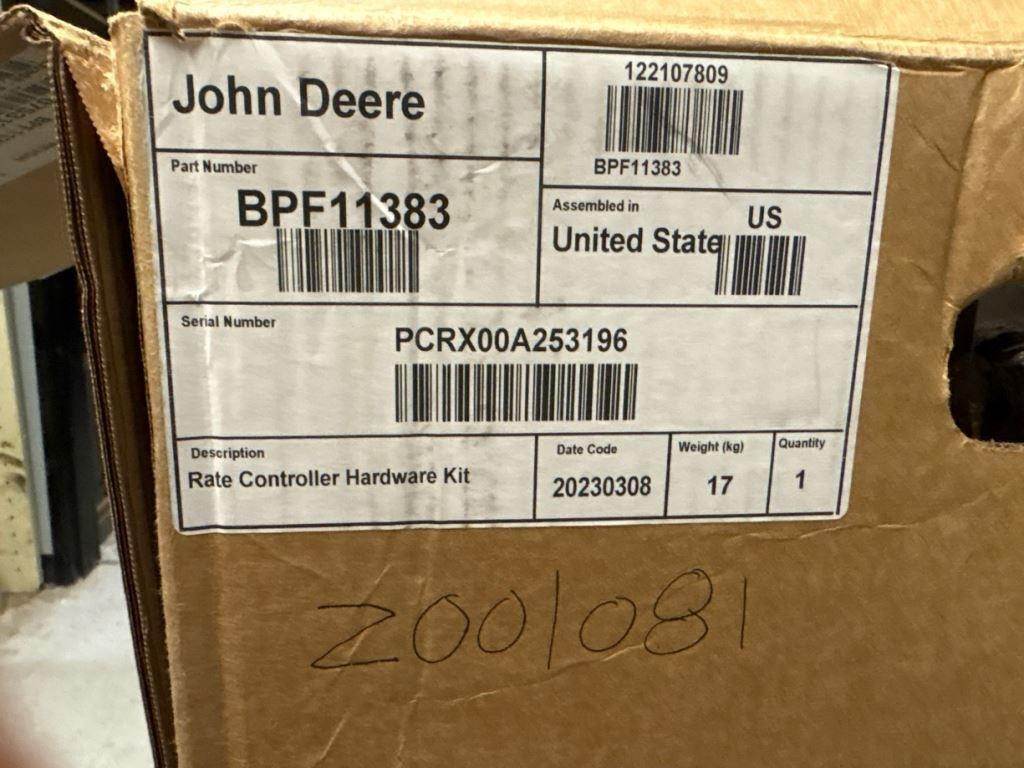 John Deere
122107809
BPF11383
Part Number
BPF11383
Assembled in
US
United State
Serial Number
PCRX00A253196
Description
Rate Controller Hardware Kit
Date Code
20230308
Weight (kg)
17
Quantity
1
2001081